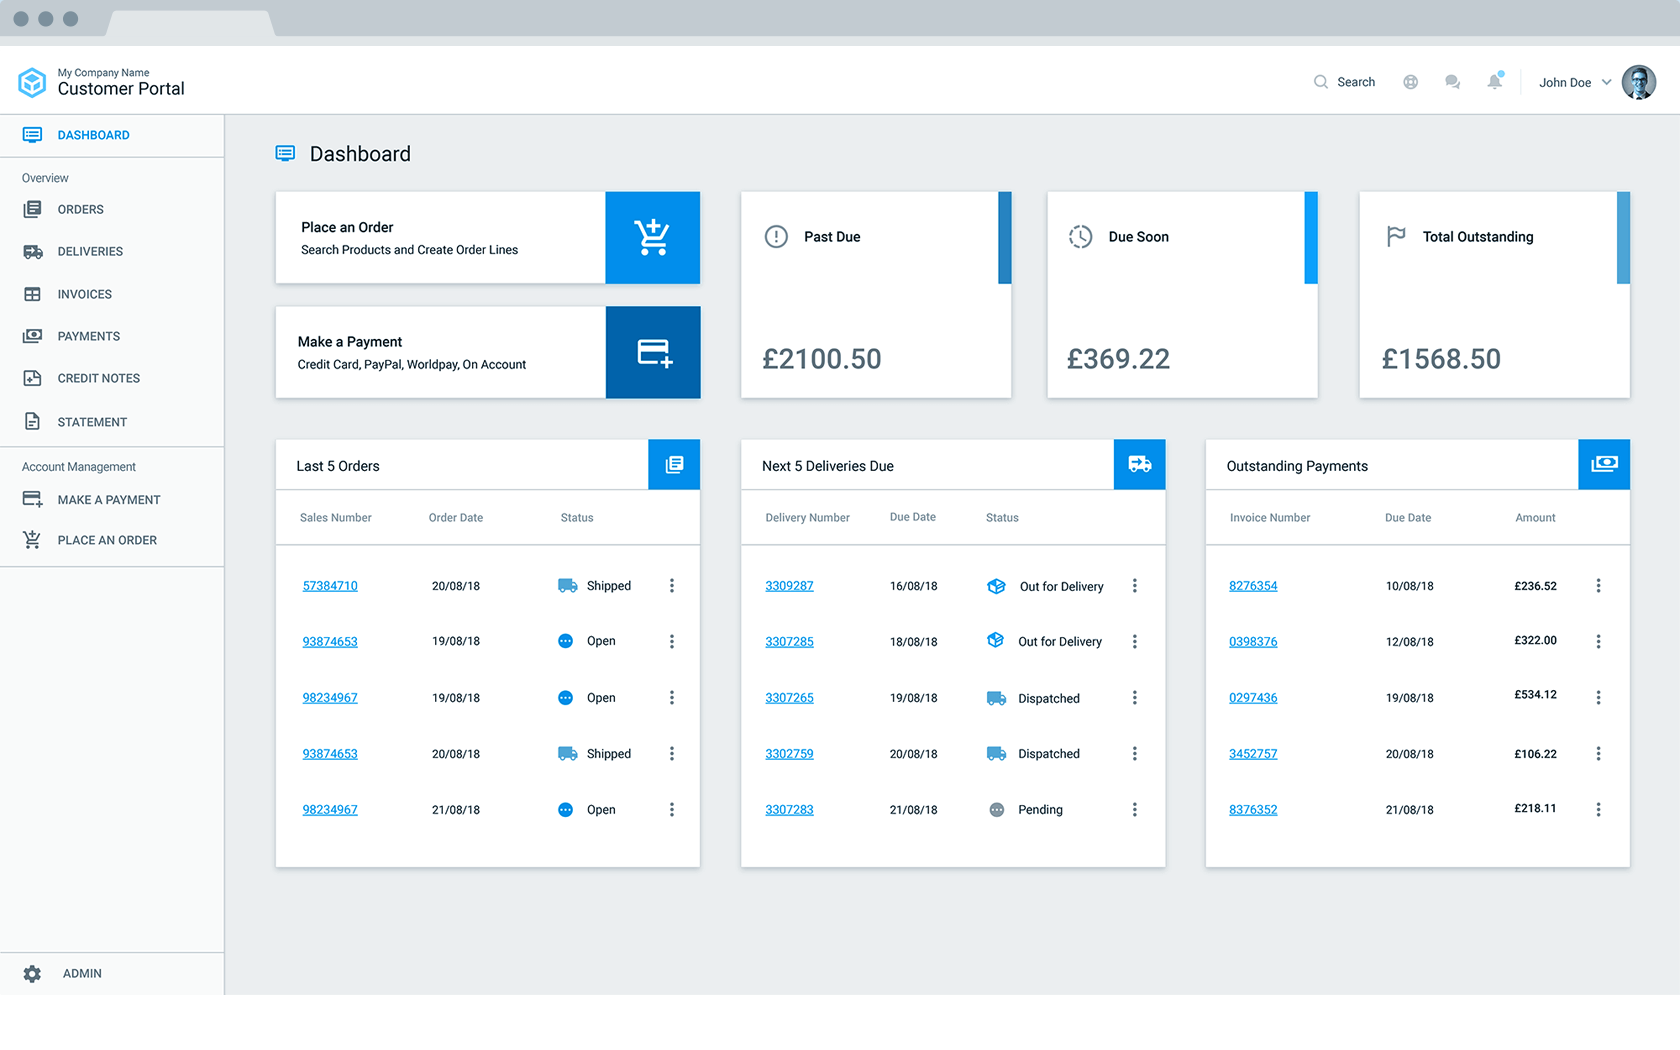 My Company Name
Customer Portal
Search
John Doe
DASHBOARD
Overview
ORDERS
DELIVERIES
INVOICES
PAYMENTS
CREDIT NOTES
STATEMENT
Account Management
MAKE A PAYMENT
PLACE AN ORDER
ADMIN
Dashboard
Place an Order
Search Products and Create Order Lines
Make a Payment
Credit Card, PayPal, Worldpay, On Account
Past Due
£2100.50
Due Soon
£369.22
Total Outstanding
£1568.50
Last 5 Orders
Sales Number Order Date Status
57384710 20/08/18 Shipped
93874653 19/08/18 Open
98234967 19/08/18 Open
93874653 20/08/18 Shipped
98234967 21/08/18 Open
Next 5 Deliveries Due
Delivery Number Due Date Status
3309287 16/08/18 Out for Delivery
3307285 18/08/18 Out for Delivery
3307265 19/08/18 Dispatched
3302759 20/08/18 Dispatched
3307283 21/08/18 Pending
Outstanding Payments
Invoice Number Due Date Amount
8276354 10/08/18 £236.52
0398376 12/08/18 £322.00
0297436 19/08/18 £534.12
3452757 20/08/18 £106.22
8376352 21/08/18 £218.11